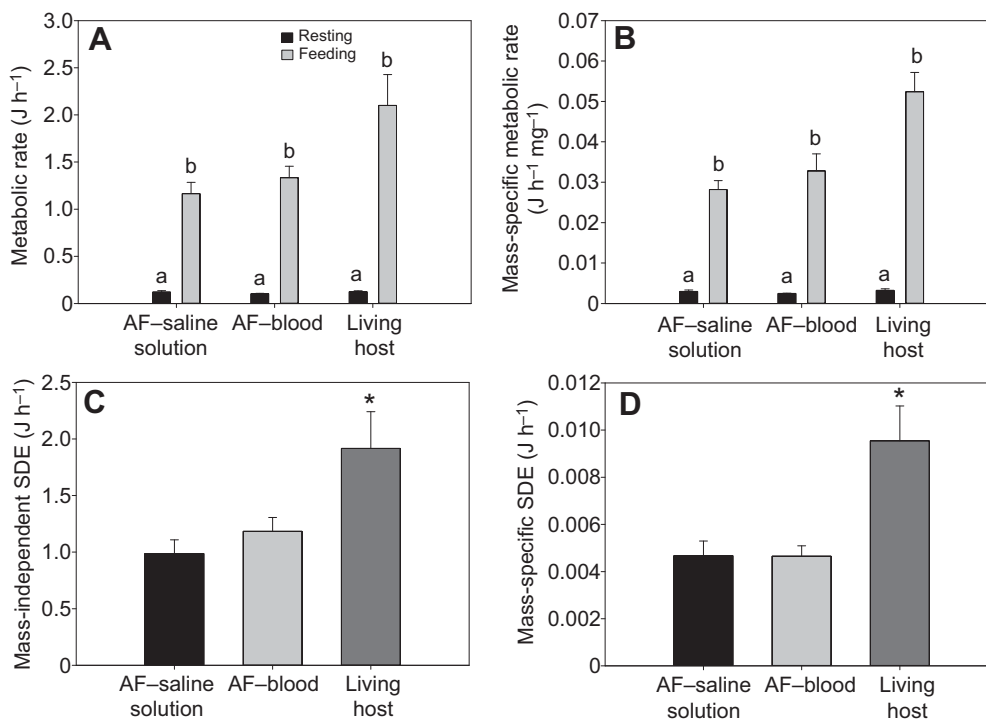 A
Metabolic rate (J h⁻¹)
3.0
2.5
2.0
1.5
1.0
0.5
0
Resting
Feeding
a
b
a
b
a
b
AF–saline
solution
AF–blood
Living
host
B
Mass-specific metabolic rate
(J h⁻¹ mg⁻¹)
0.07
0.06
0.05
0.04
0.03
0.02
0.01
0
a
b
a
b
a
b
AF–saline
solution
AF–blood
Living
host
C
Mass-independent SDE (J h⁻¹)
2.5
2.0
1.5
1.0
0.5
0
*
AF–saline
solution
AF–blood
Living
host
D
Mass-specific SDE (J h⁻¹)
0.012
0.010
0.008
0.006
0.004
0.002
0.000
*
AF–saline
solution
AF–blood
Living
host